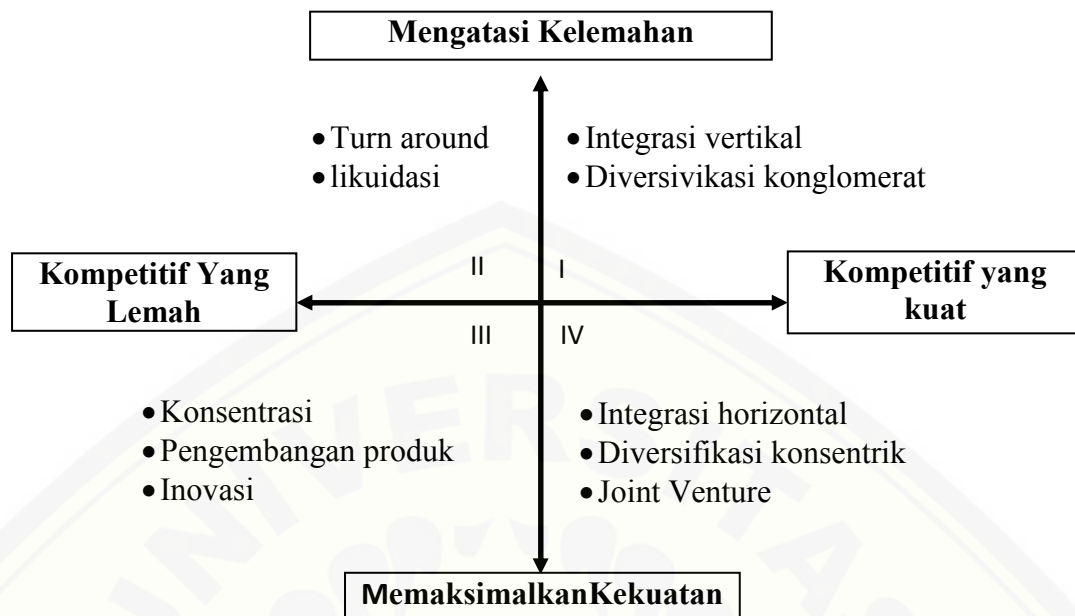 Mengatasi Kelemahan
• Turn around
• likuidasi
• Integrasi vertikal
• Diversivikasi konglomerat
Kompetitif Yang
Lemah
II
I
Kompetitif yang
kuat
III
IV
• Konsentrasi
• Pengembangan produk
• Inovasi
• Integrasi horizontal
• Diversifikasi konsentrik
• Joint Venture
MemaksimalkanKekuatan
UNIVERSITAS